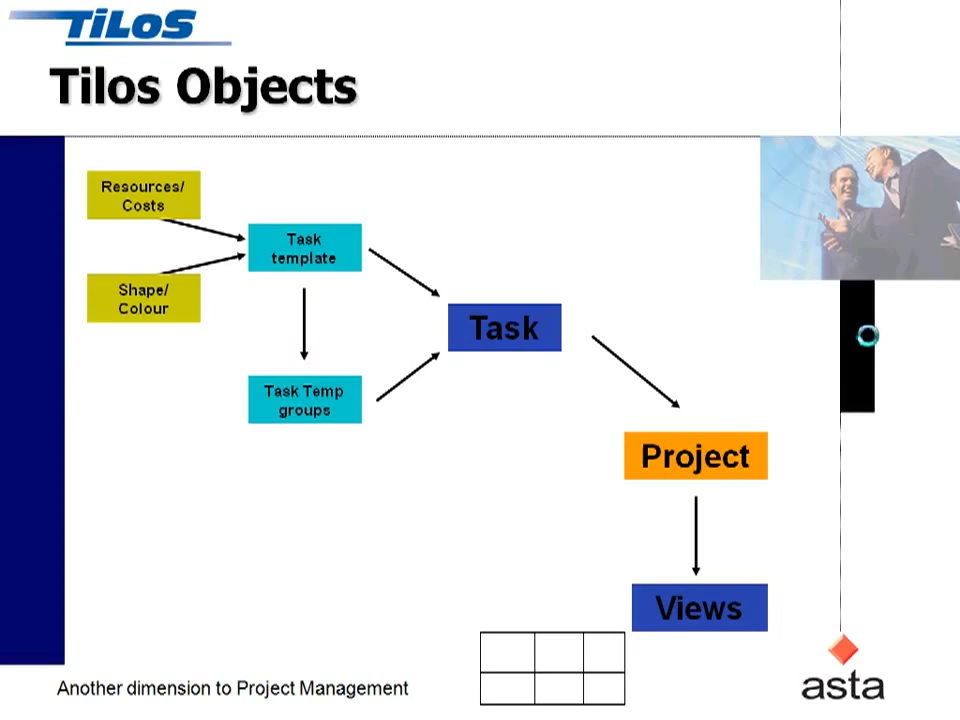 TiLOS
Tilos Objects
Resources/
Costs
Task
template
Shape/
Colour
Task
Task Temp
groups
Project
Views
Another dimension to Project Management
asta